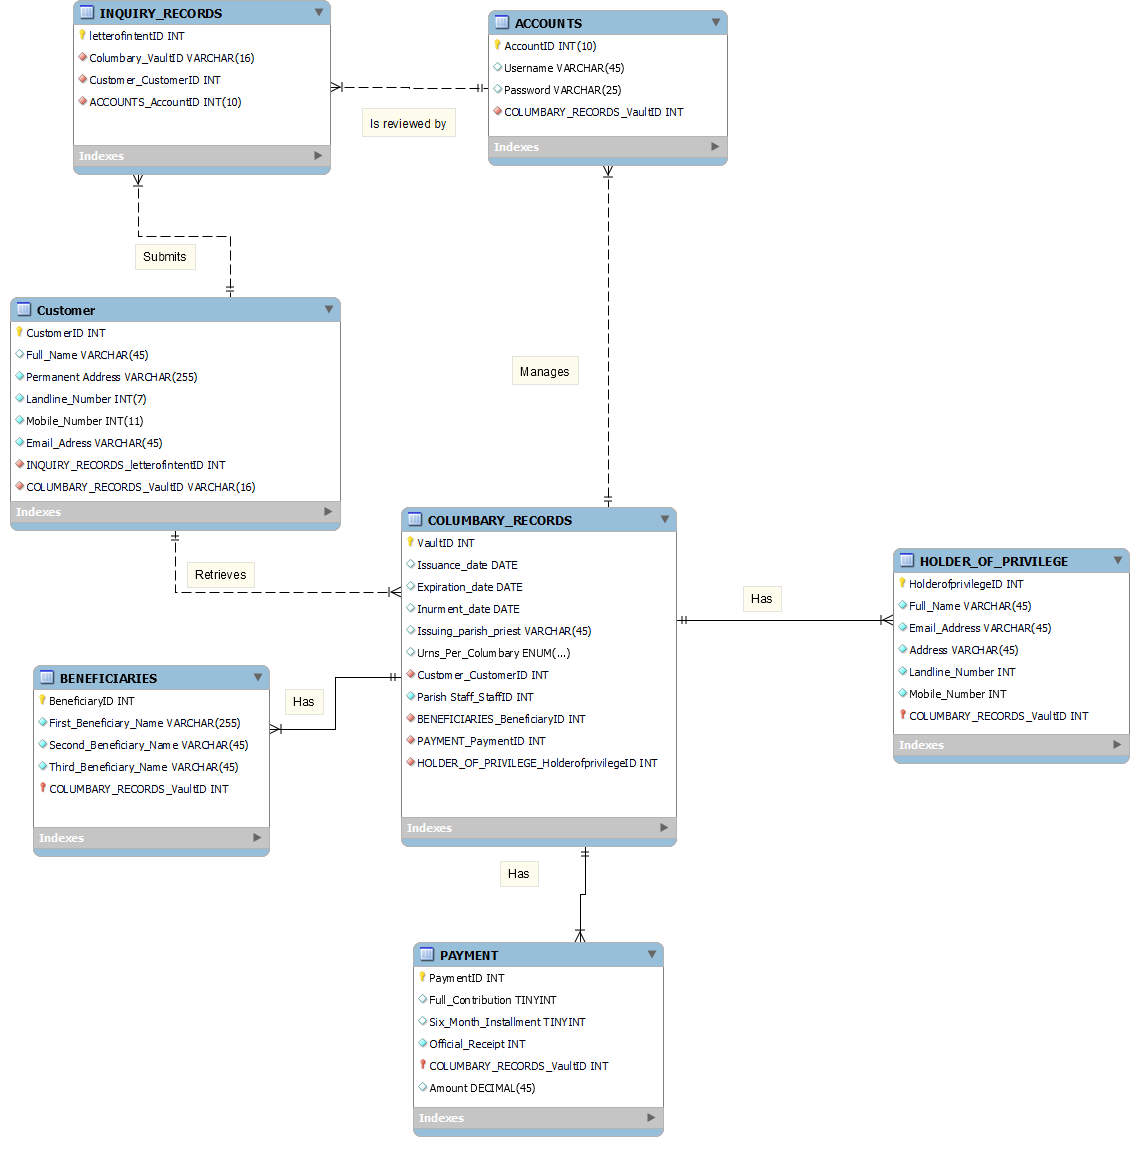 INQUIRY_RECORDS
letterofintentID INT
Columbary_VaultID VARCHAR(16)
Customer_CustomerID INT
ACCOUNTS_AccountID INT(10)
Indexes
ACCOUNTS
AccountID INT(10)
Username VARCHAR(45)
Password VARCHAR(25)
COLUMBARY_RECORDS_VaultID INT
Indexes
Is reviewed by
Submits
Customer
CustomerID INT
Full_Name VARCHAR(45)
Permanent Address VARCHAR(255)
Landline_Number INT(7)
Mobile_Number INT(11)
Email_Adress VARCHAR(45)
INQUIRY_RECORDS_letterofintentID INT
COLUMBARY_RECORDS_VaultID VARCHAR(16)
Indexes
Manages
Retrieves
COLUMBARY_RECORDS
VaultID INT
Issuance_date DATE
Expiration_date DATE
Inurment_date DATE
Issuing_parish_priest VARCHAR(45)
Urns_Per_Columbary ENUM(...)
Customer_CustomerID INT
Parish Staff_StaffID INT
BENEFICIARIES_BeneficiaryID INT
PAYMENT_PaymentID INT
HOLDER_OF_PRIVILEGE_HolderofprivilegeID INT
Indexes
Has
HOLDER_OF_PRIVILEGE
HolderofprivilegeID INT
Full_Name VARCHAR(45)
Email_Address VARCHAR(45)
Address VARCHAR(45)
Landline_Number INT
Mobile_Number INT
COLUMBARY_RECORDS_VaultID INT
Indexes
BENEFICIARIES
BeneficiaryID INT
First_Beneficiary_Name VARCHAR(255)
Second_Beneficiary_Name VARCHAR(45)
Third_Beneficiary_Name VARCHAR(45)
COLUMBARY_RECORDS_VaultID INT
Indexes
Has
Has
PAYMENT
PaymentID INT
Full_Contribution TINYINT
Six_Month_Installment TINYINT
Official_Receipt INT
COLUMBARY_RECORDS_VaultID INT
Amount DECIMAL(45)
Indexes